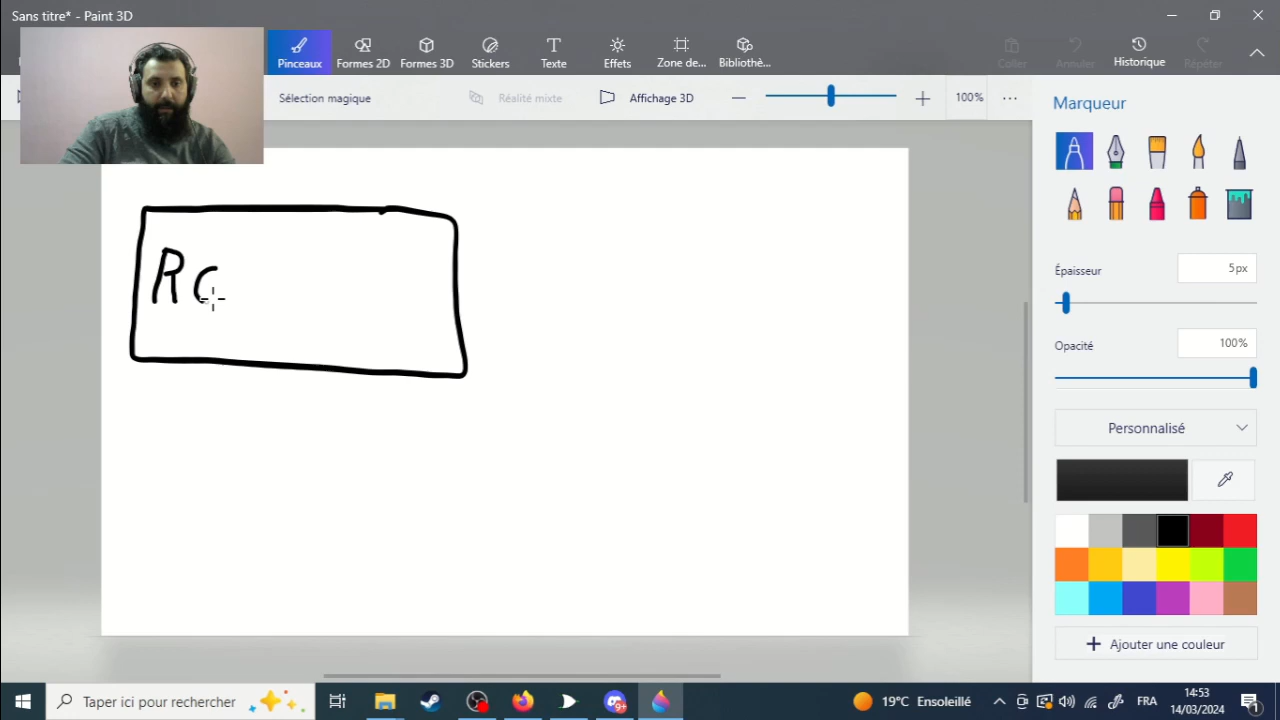 Sans titre* - Paint 3D
Pinceaux
Formes 2D
Formes 3D
Stickers
Texte
Effets
Zone de...
Bibliothè...
Coller
Annuler
Historique
Répéter
Sélection magique
Réalité mixte
Affichage 3D
100%
Marqueur
Épaisseur
5px
Opacité
100%
Personnalisé
Ajouter une couleur
Rc
Taper ici pour rechercher
9+
19°C Ensoleillé
FRA
14:53
14/03/2024
1